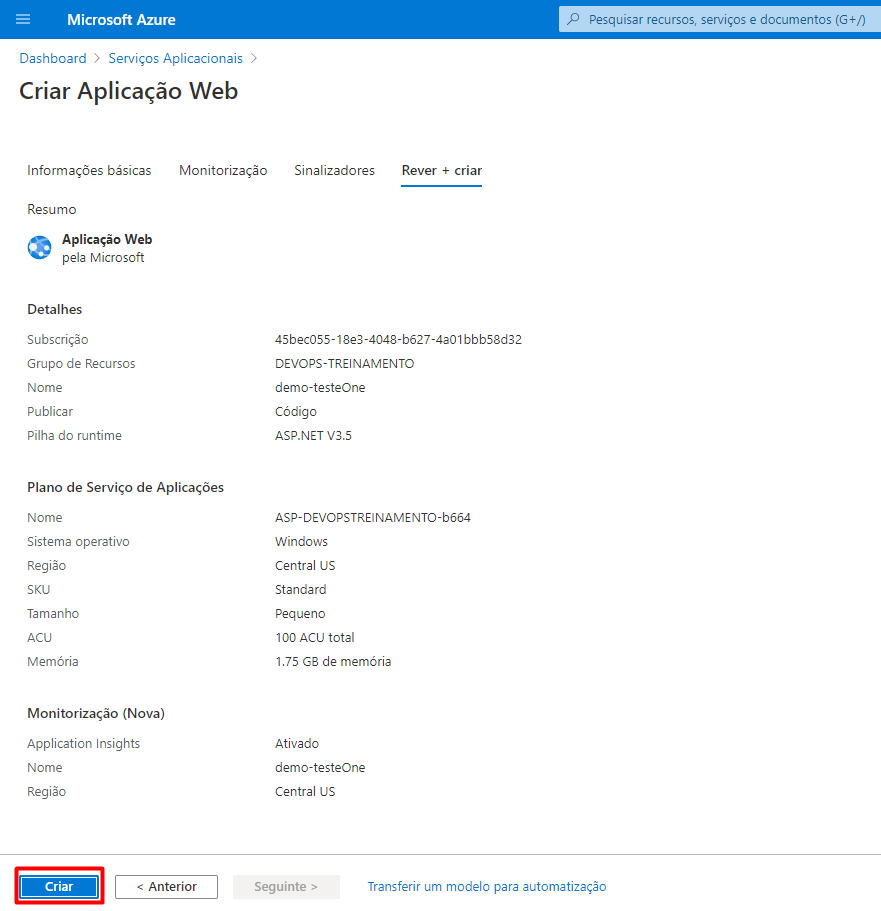 Microsoft Azure
Pesquisar recursos, serviços e documentos (G+/)
Dashboard > Serviços Aplicacionais >
Criar Aplicação Web
Informações básicas Monitorização Sinalizadores Rever + criar
Resumo
Aplicação Web
pela Microsoft
Detalhes
Subscrição 45bec055-18e3-4048-b627-4a01bbb58d32
Grupo de Recursos DEVOPS-TREINAMENTO
Nome demo-testeOne
Publicar Código
Pilha do runtime ASP.NET V3.5
Plano de Serviço de Aplicações
Nome ASP-DEVOPSTREINAMENTO-b664
Sistema operativo Windows
Região Central US
SKU Standard
Tamanho Pequeno
ACU 100 ACU total
Memória 1.75 GB de memória
Monitorização (Nova)
Application Insights Ativado
Nome demo-testeOne
Região Central US
Criar < Anterior Seguinte > Transferir um modelo para automatização